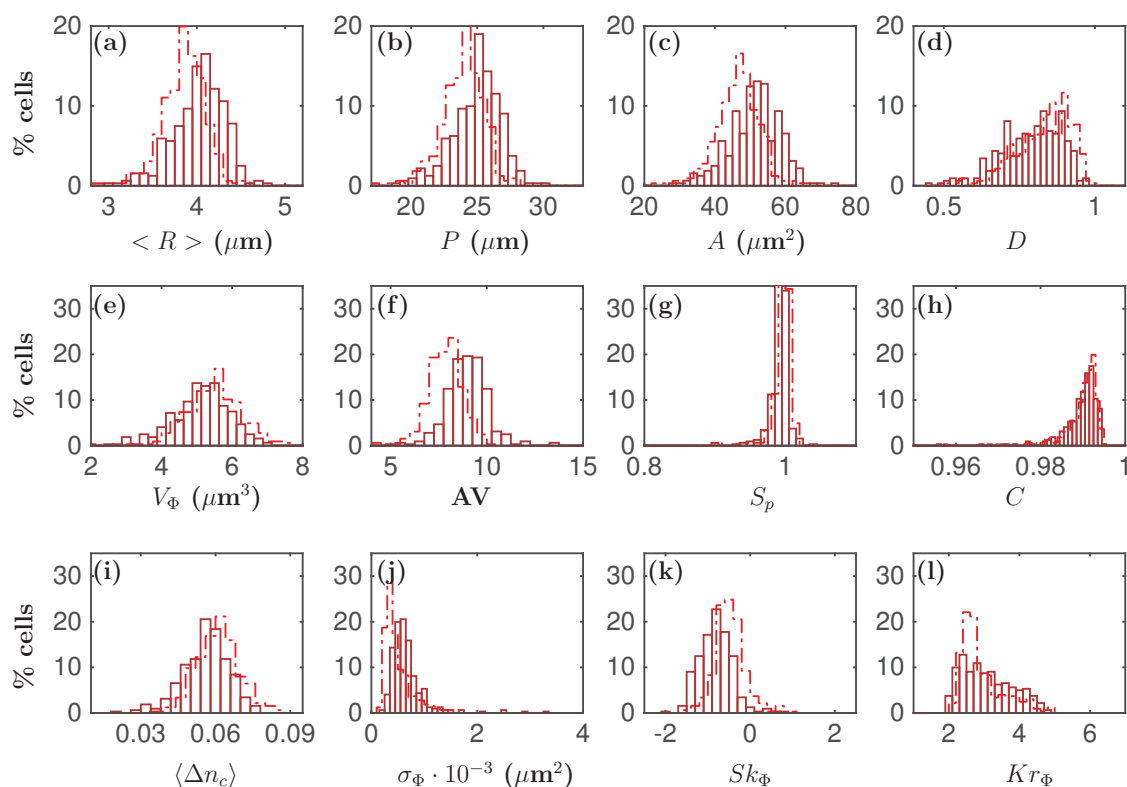 (a) (b) (c) (d)
% cells
20
10
0
3 4 5
20
10
0
20 30
20
10
0
20 40 60 80
20
10
0
0.5 1
< R > (μm) P (μm) A (μm²) D
(e) (f) (g) (h)
% cells
30
20
10
0
2 4 6 8
30
20
10
0
5 10 15
30
20
10
0
0.8 1
30
20
10
0
0.96 0.98 1
V_Φ (μm³) AV S_p C
(i) (j) (k) (l)
% cells
30
20
10
0
0.03 0.06 0.09
30
20
10
0
0 2 4
30
20
10
0
-2 0 2
30
20
10
0
2 4 6
⟨Δn_c⟩ σ_Φ · 10⁻³ (μm²) Sk_Φ Kr_Φ